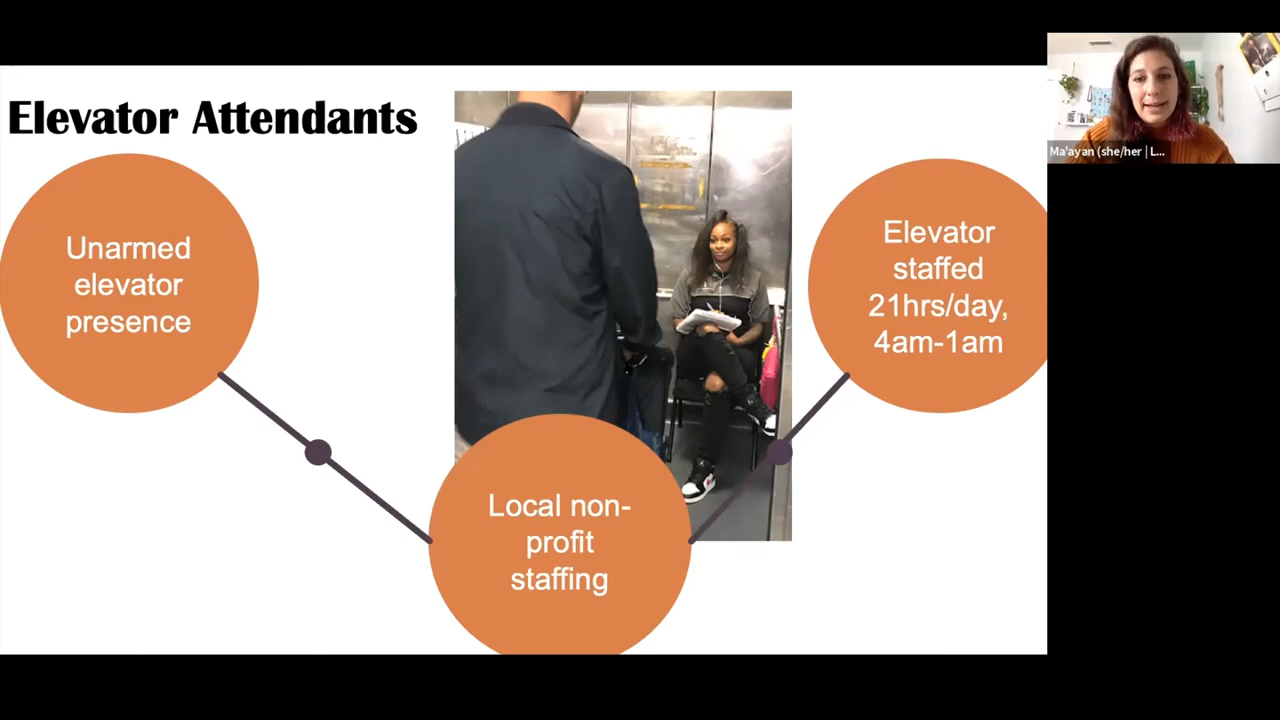 Elevator Attendants
Unarmed
elevator
presence
Local non-
profit
staffing
Elevator
staffed
21hrs/day,
4am-1am
Ma'ayan (she/her | L...